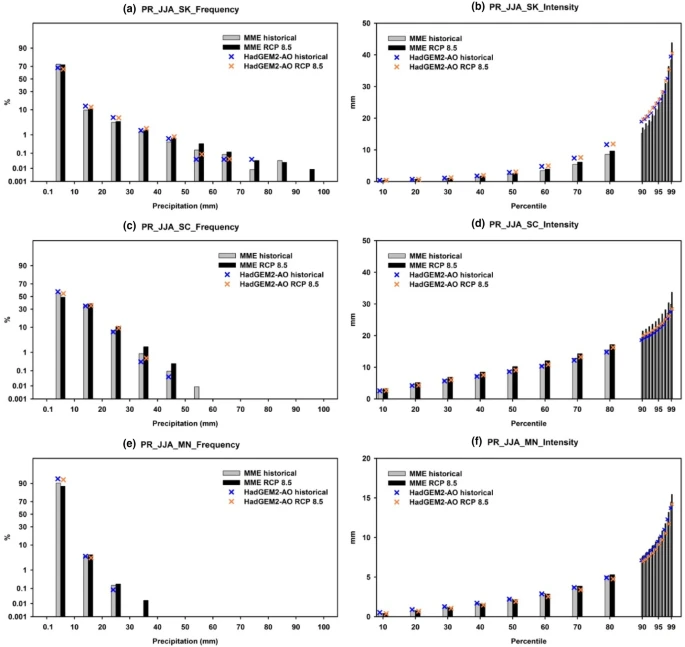 (a) PR_JJA_SK_Frequency
MME historical
MME RCP 8.5
HadGEM2-AO historical
HadGEM2-AO RCP 8.5
90
70
50
30
10
1
0.1
0.01
0.001
%
0.1 10 20 30 40 50 60 70 80 90 100
Precipitation (mm)
(b) PR_JJA_SK_Intensity
MME historical
MME RCP 8.5
HadGEM2-AO historical
HadGEM2-AO RCP 8.5
50
40
30
20
10
0
mm
10 20 30 40 50 60 70 80 90 95 99
Percentile
(c) PR_JJA_SC_Frequency
MME historical
MME RCP 8.5
HadGEM2-AO historical
HadGEM2-AO RCP 8.5
90
70
50
30
10
1
0.1
0.01
0.001
%
0.1 10 20 30 40 50 60 70 80 90 100
Precipitation (mm)
(d) PR_JJA_SC_Intensity
MME historical
MME RCP 8.5
HadGEM2-AO historical
HadGEM2-AO RCP 8.5
50
40
30
20
10
0
mm
10 20 30 40 50 60 70 80 90 95 99
Percentile
(e) PR_JJA_MN_Frequency
MME historical
MME RCP 8.5
HadGEM2-AO historical
HadGEM2-AO RCP 8.5
90
70
50
30
10
1
0.1
0.01
0.001
%
0.1 10 20 30 40 50 60 70 80 90 100
Precipitation (mm)
(f) PR_JJA_MN_Intensity
MME historical
MME RCP 8.5
HadGEM2-AO historical
HadGEM2-AO RCP 8.5
20
15
10
5
0
mm
10 20 30 40 50 60 70 80 90 95 99
Percentile